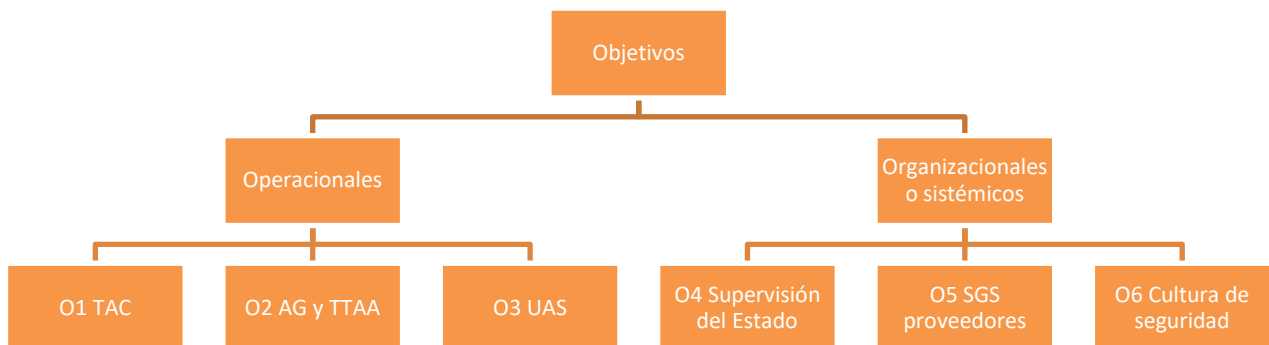 Objetivos
Operacionales
Organizacionales
o sistémicos
O1 TAC
O2 AG y TTAA
O3 UAS
O4 Supervisión
del Estado
O5 SGS
proveedores
O6 Cultura de
seguridad